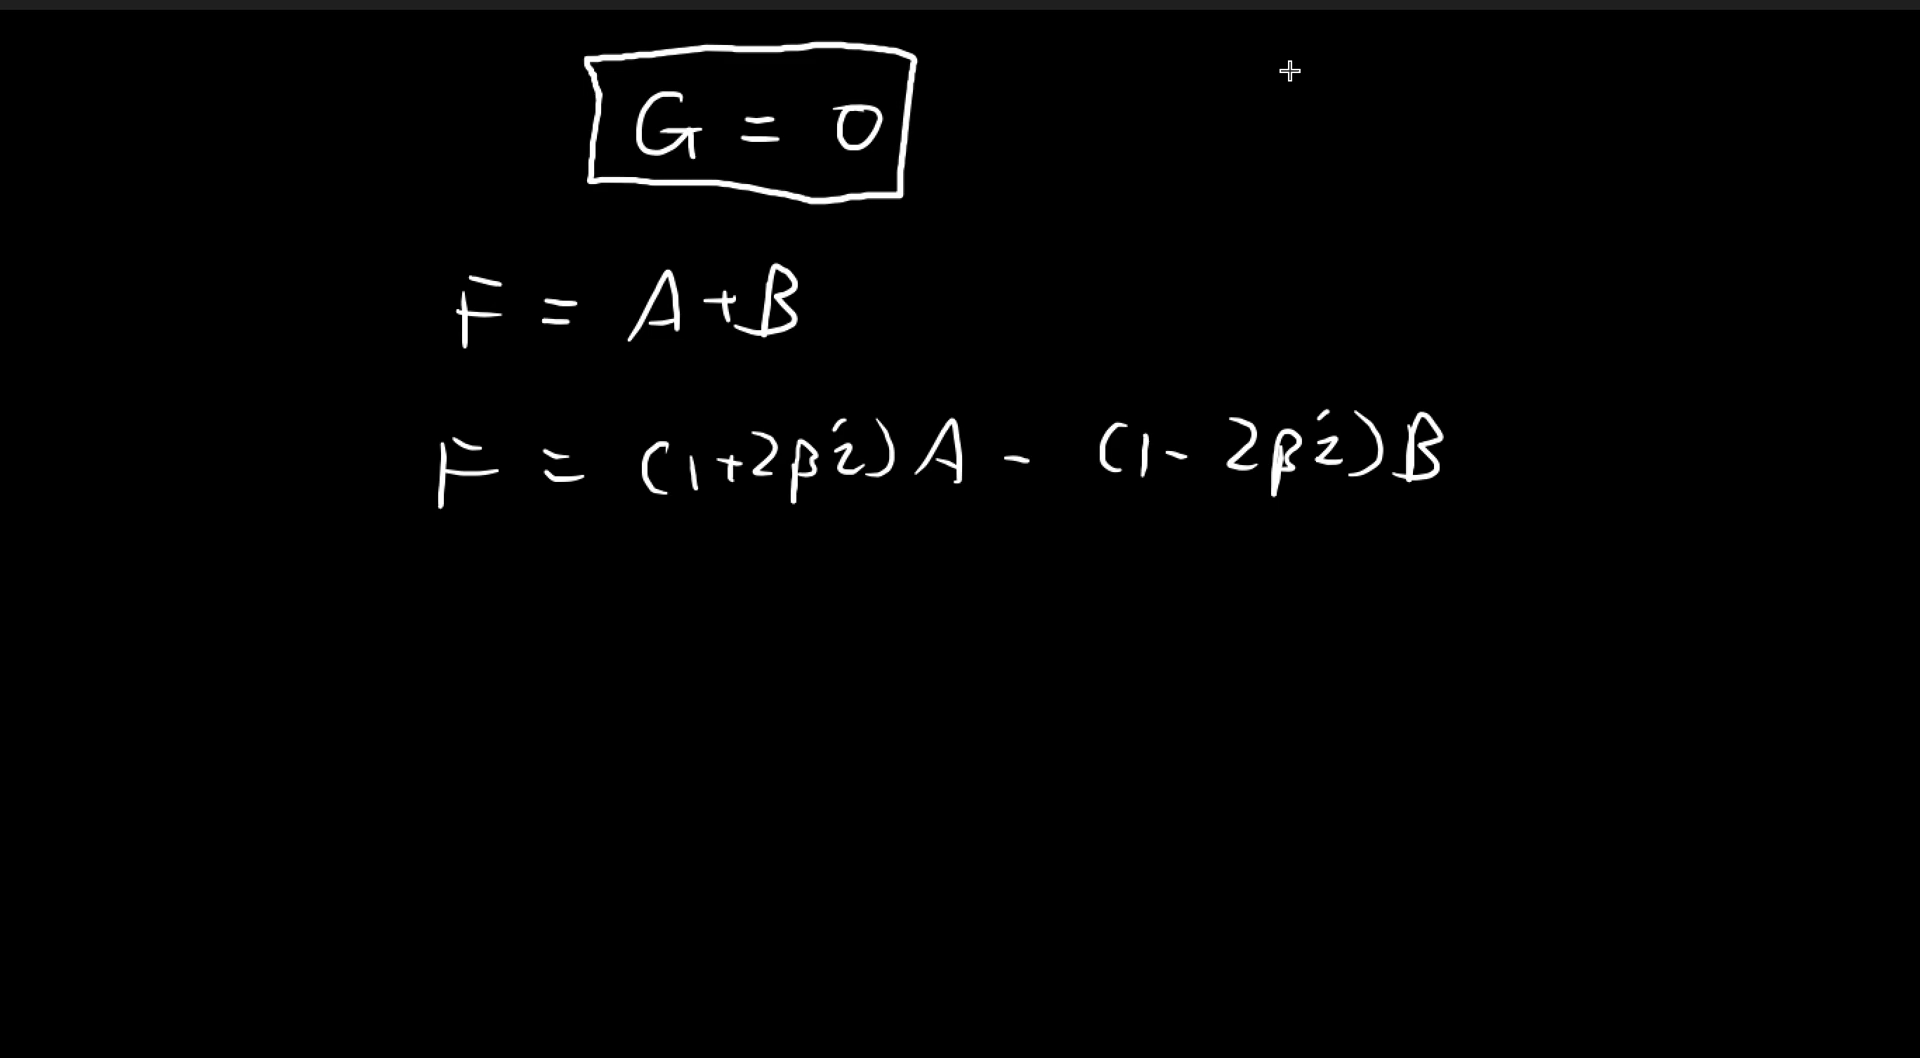 G = 0
F = A+B
F = (1+2βi)A - (1-2βi)B